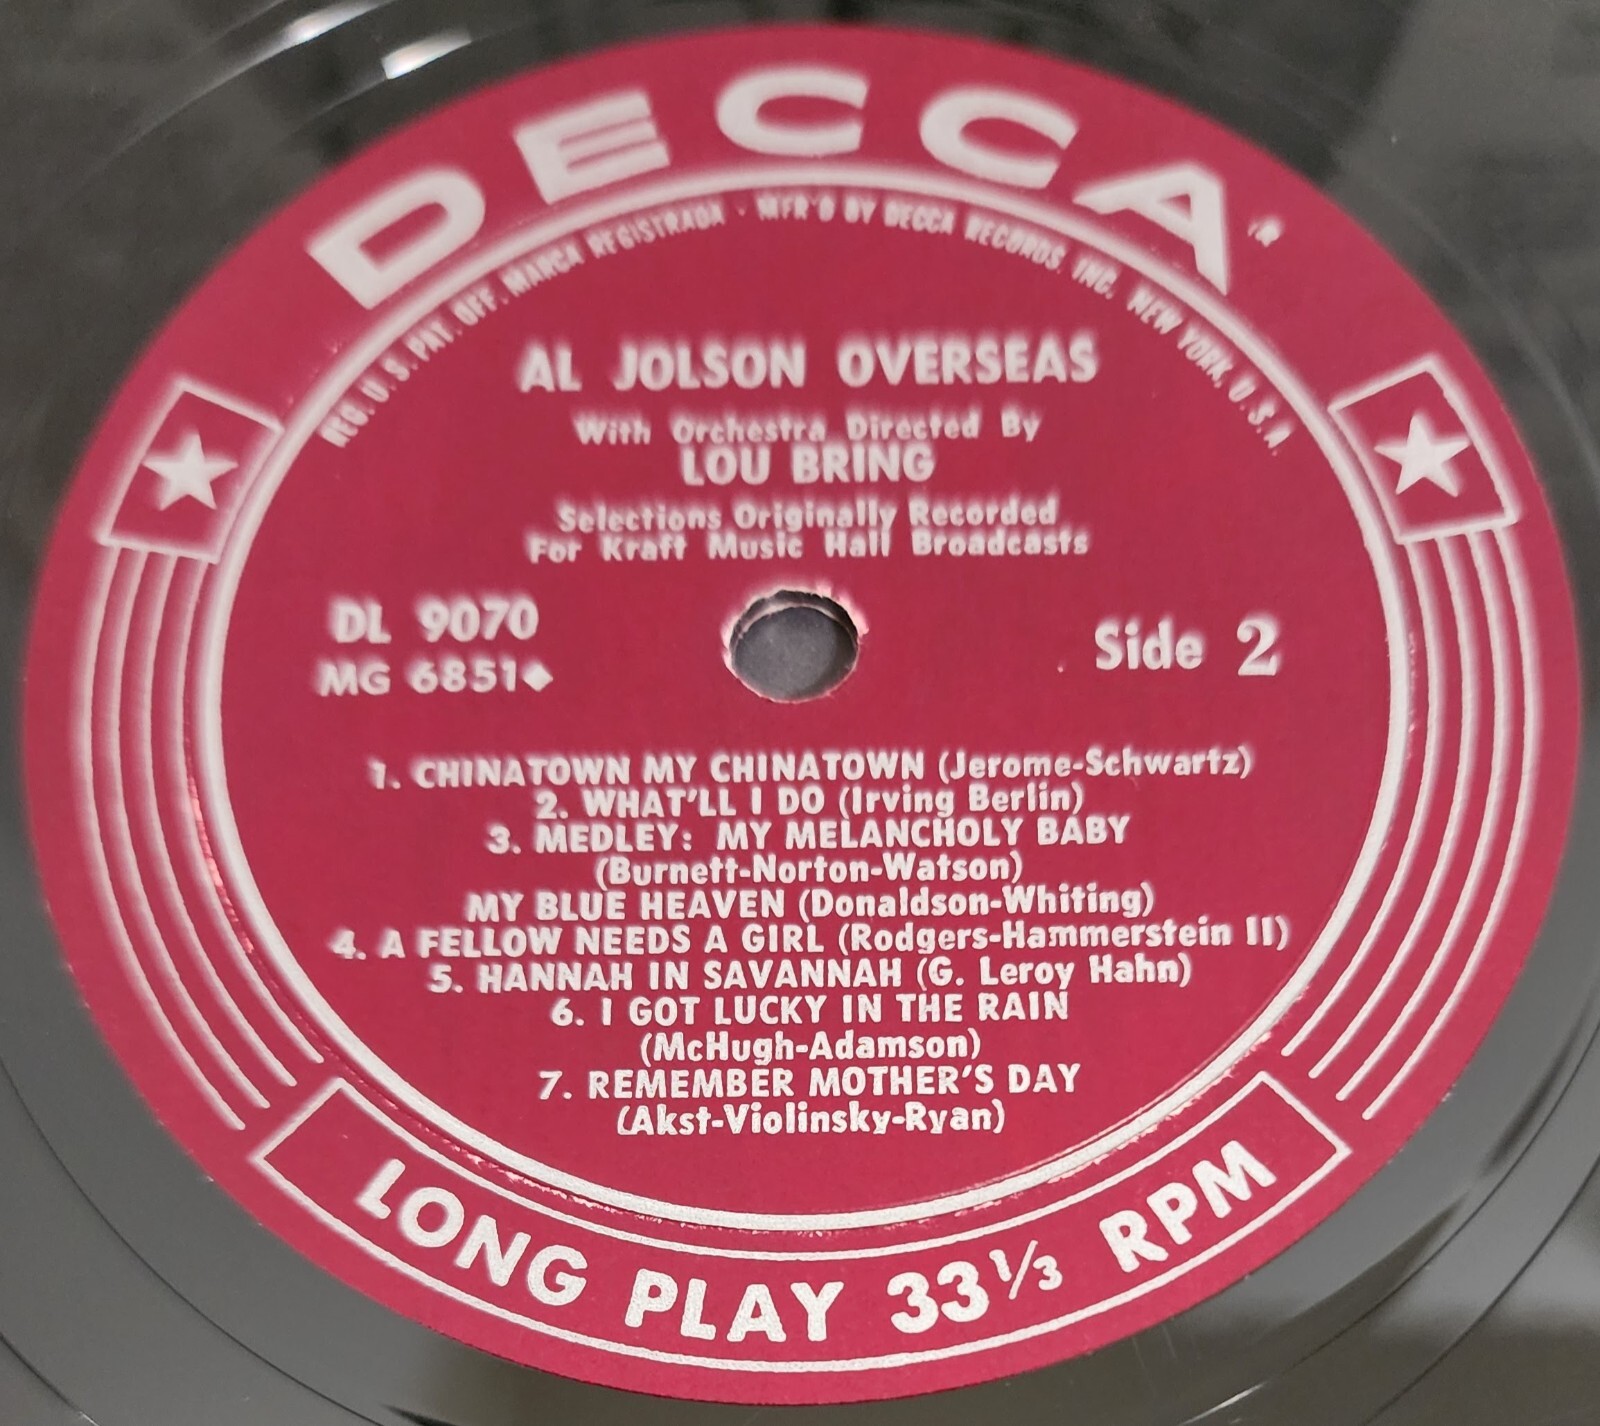 DECCA ®
REG. U.S. PAT. OFF. MARCA REGISTRADA · MFR'D BY DECCA RECORDS, INC. NEW YORK, U.S.A.
AL JOLSON OVERSEAS
With Orchestra Directed By
LOU BRING
Selections Originally Recorded
For Kraft Music Hall Broadcasts
DL 9070
MG 6851◆
Side 2
1. CHINATOWN MY CHINATOWN (Jerome-Schwartz)
2. WHAT'LL I DO (Irving Berlin)
3. MEDLEY: MY MELANCHOLY BABY
(Burnett-Norton-Watson)
MY BLUE HEAVEN (Donaldson-Whiting)
4. A FELLOW NEEDS A GIRL (Rodgers-Hammerstein II)
5. HANNAH IN SAVANNAH (G. Leroy Hahn)
6. I GOT LUCKY IN THE RAIN
(McHugh-Adamson)
7. REMEMBER MOTHER'S DAY
(Akst-Violinsky-Ryan)
LONG PLAY 33 1/3 RPM